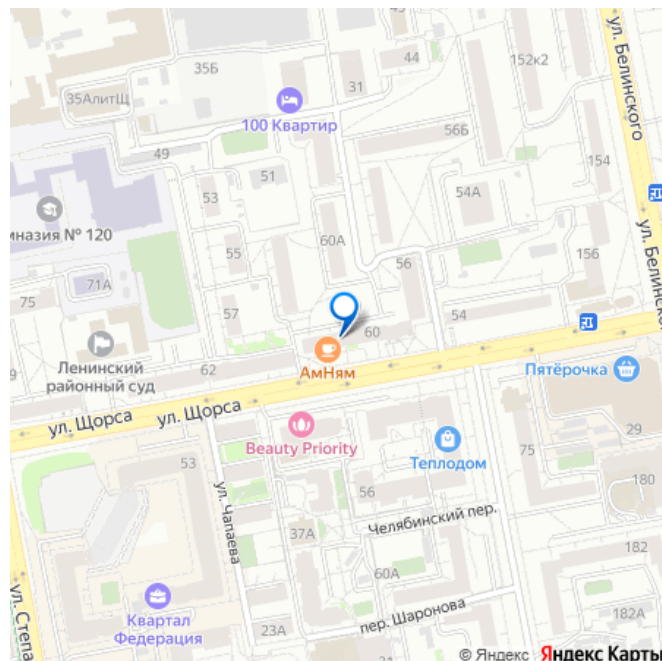 44
35Б
152к2
31
35АлитЩ
ул. Белинского
100 Квартир
56Б
49
154
51
53
54А
мназия № 120
60А
55
156
56
71А
75
57
54
60
ул. Белинского
Ленинский
районный суд
62
АмНям
Пятёрочка
ул. Щорса
ул. Щорса
Beauty Priority
29
Теплодом
75
53
180
56
ул. Чапаева
Челябинский пер.
37А
182
60А
ул. Степа
Квартал
Федерация
пер. Шаронова
23А
182А
© Яндекс
Яндекс Карты